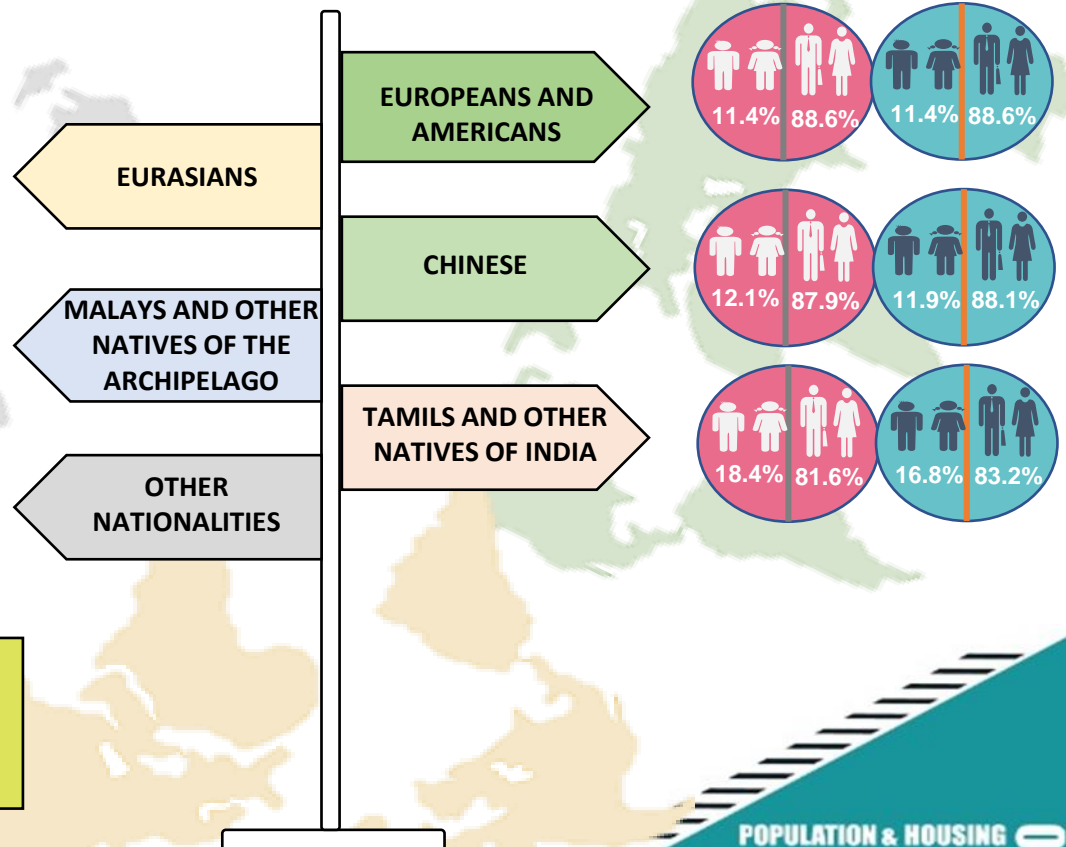 EUROPEANS AND
AMERICANS
11.4% 88.6% 11.4% 88.6%
EURASIANS
CHINESE
12.1% 87.9% 11.9% 88.1%
MALAYS AND OTHER
NATIVES OF THE
ARCHIPELAGO
TAMILS AND OTHER
NATIVES OF INDIA
18.4% 81.6% 16.8% 83.2%
OTHER
NATIONALITIES
POPULATION & HOUSING